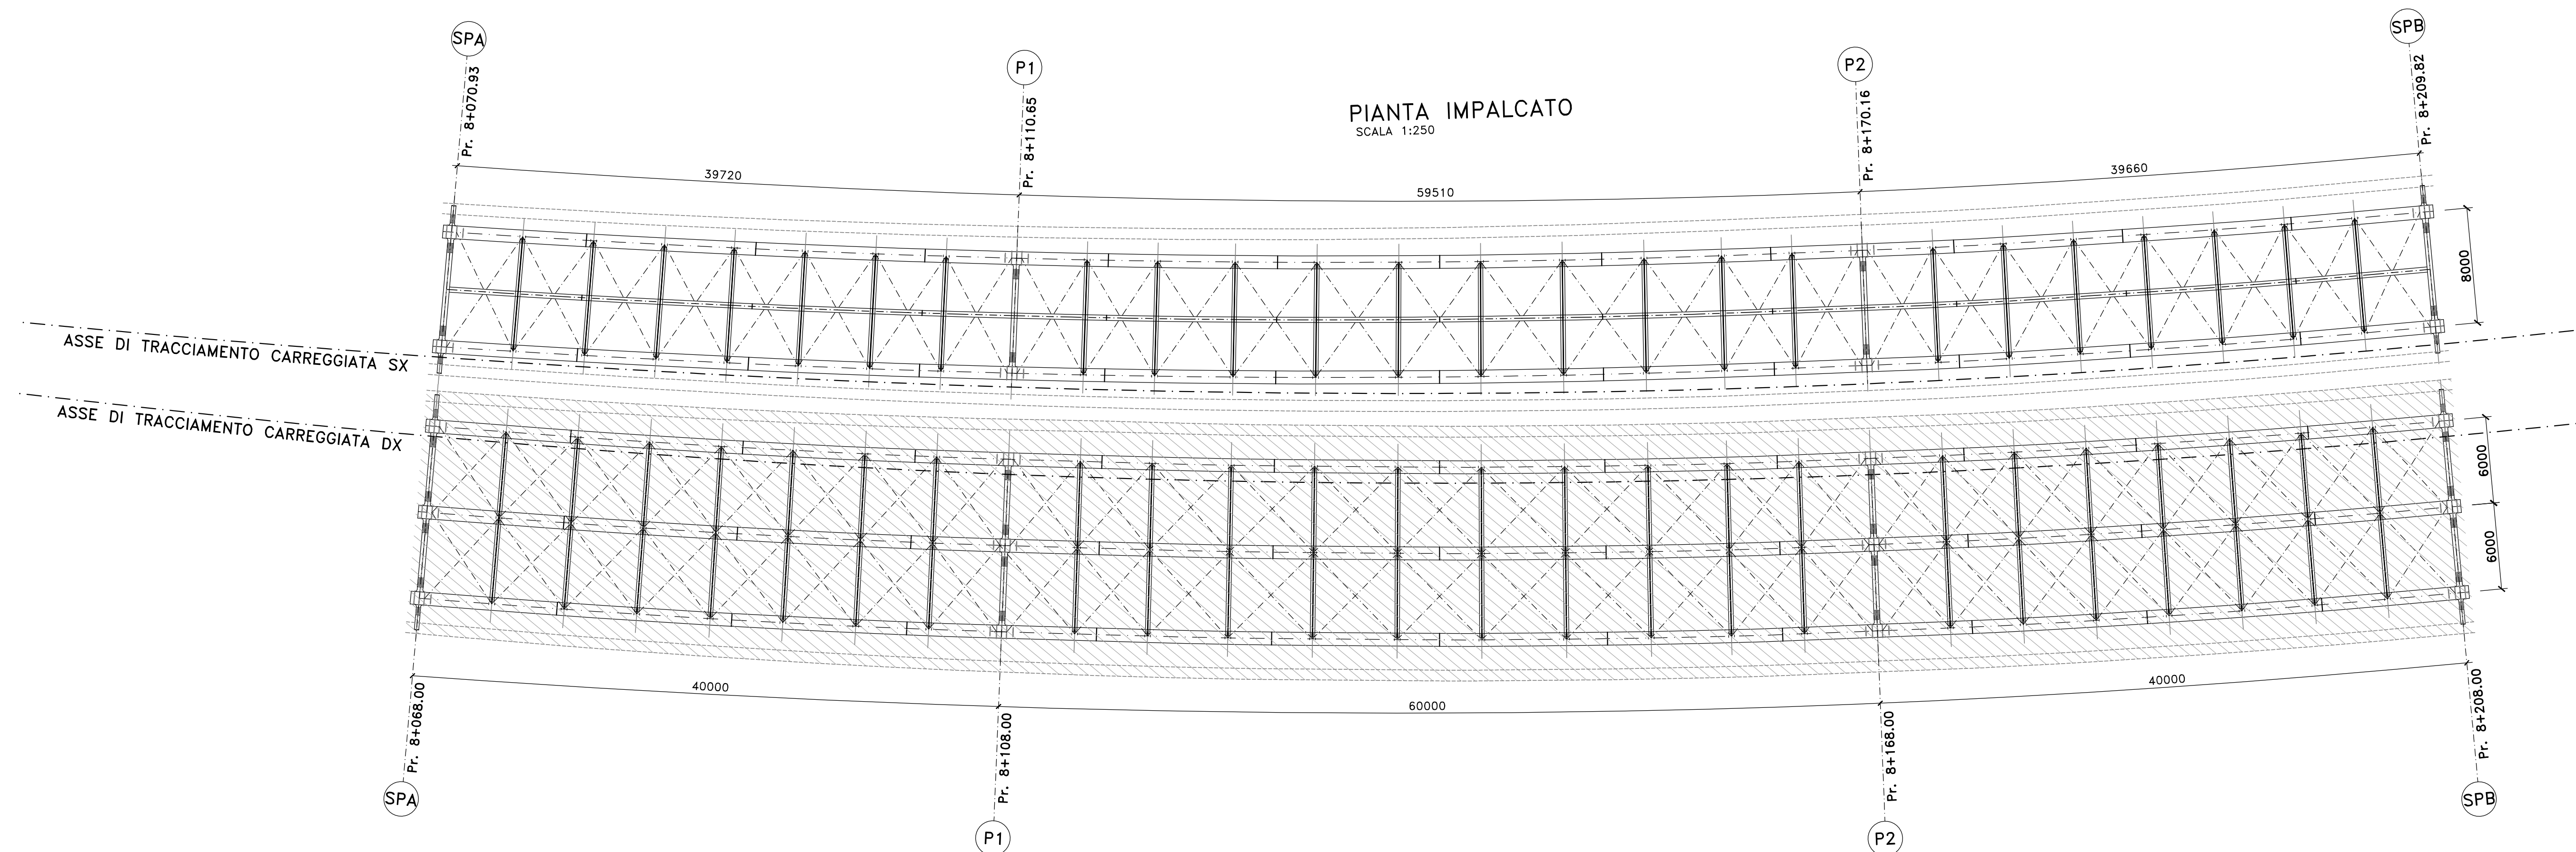 SPA
P1
P2
SPB
Pr. 8+070.93
Pr. 8+110.65
Pr. 8+170.16
Pr. 8+209.82
PIANTA IMPALCATO
SCALA 1:250
39720
59510
39660
8000
ASSE DI TRACCIAMENTO CARREGGIATA SX
ASSE DI TRACCIAMENTO CARREGGIATA DX
6000
6000
40000
60000
40000
Pr. 8+068.00
Pr. 8+108.00
Pr. 8+168.00
Pr. 8+208.00
SPA
P1
P2
SPB